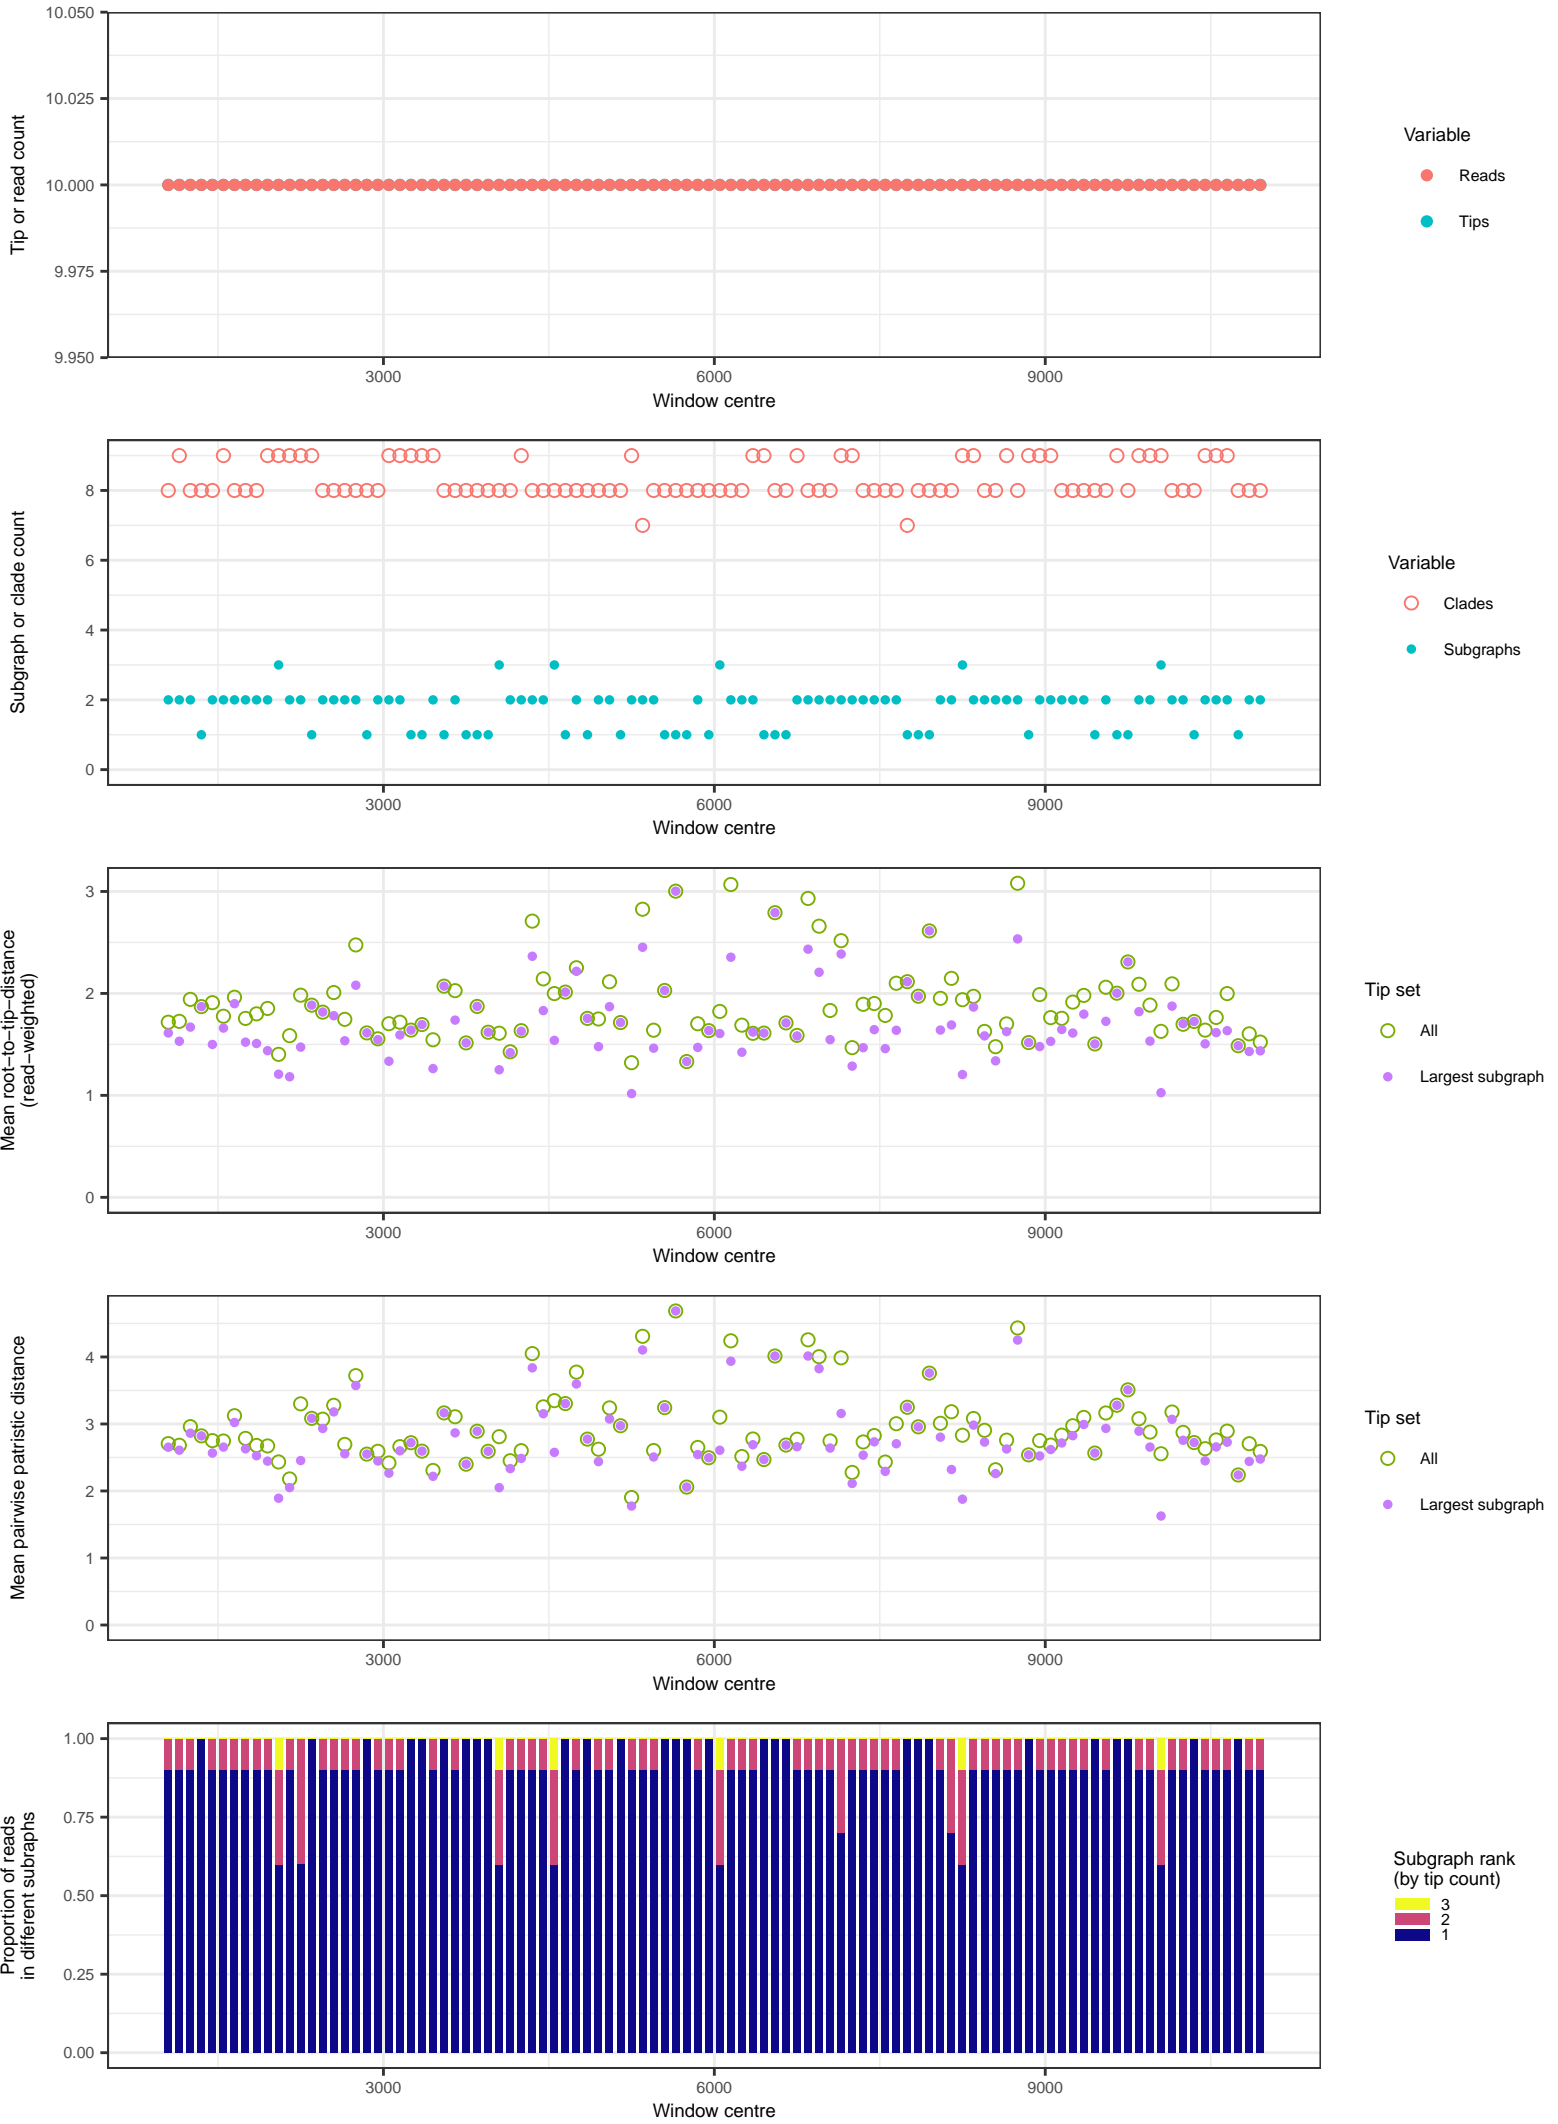 10.050
10.025
10.000
9.975
9.950
Tip or read count
3000 6000 9000
Window centre
Variable
Reads
Tips
8
6
4
2
0
Subgraph or clade count
3000 6000 9000
Window centre
Variable
Clades
Subgraphs
3
2
1
0
Mean root−to−tip−distance
(read−weighted)
3000 6000 9000
Window centre
Tip set
All
Largest subgraph
4
3
2
1
0
Mean pairwise patristic distance
3000 6000 9000
Window centre
Tip set
All
Largest subgraph
1.00
0.75
0.50
0.25
0.00
Proportion of reads
in different subraphs
3000 6000 9000
Window centre
Subgraph rank
(by tip count)
3
2
1